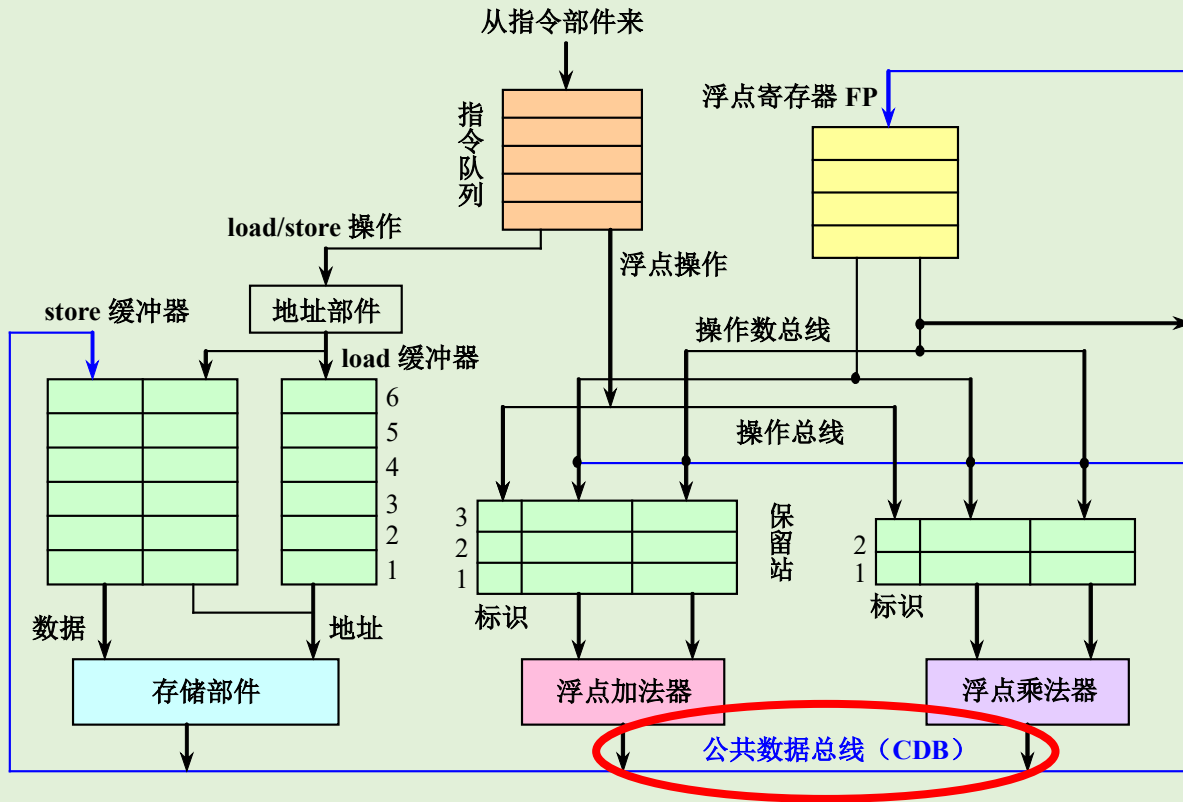 从指令部件来
浮点寄存器 FP
指令队列
load/store 操作
浮点操作
地址部件
store 缓冲器
操作数总线
load 缓冲器
6
5
4
3
2
1
操作总线
保留站
3
2
1
2
1
标识
标识
数据
地址
存储部件
浮点加法器
浮点乘法器
公共数据总线（CDB）